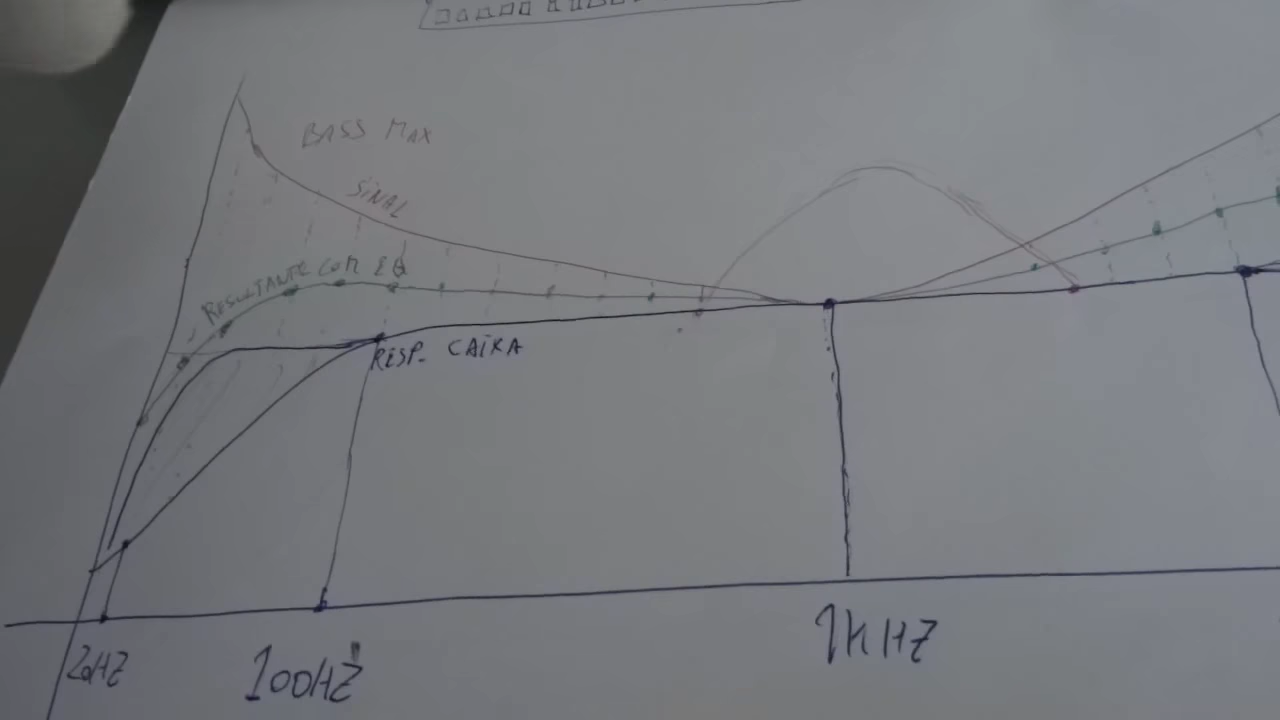 BASS MAX
SINAL
RESULTANTE COM EQ
RESP. CAIXA
20HZ
100HZ
1KHZ